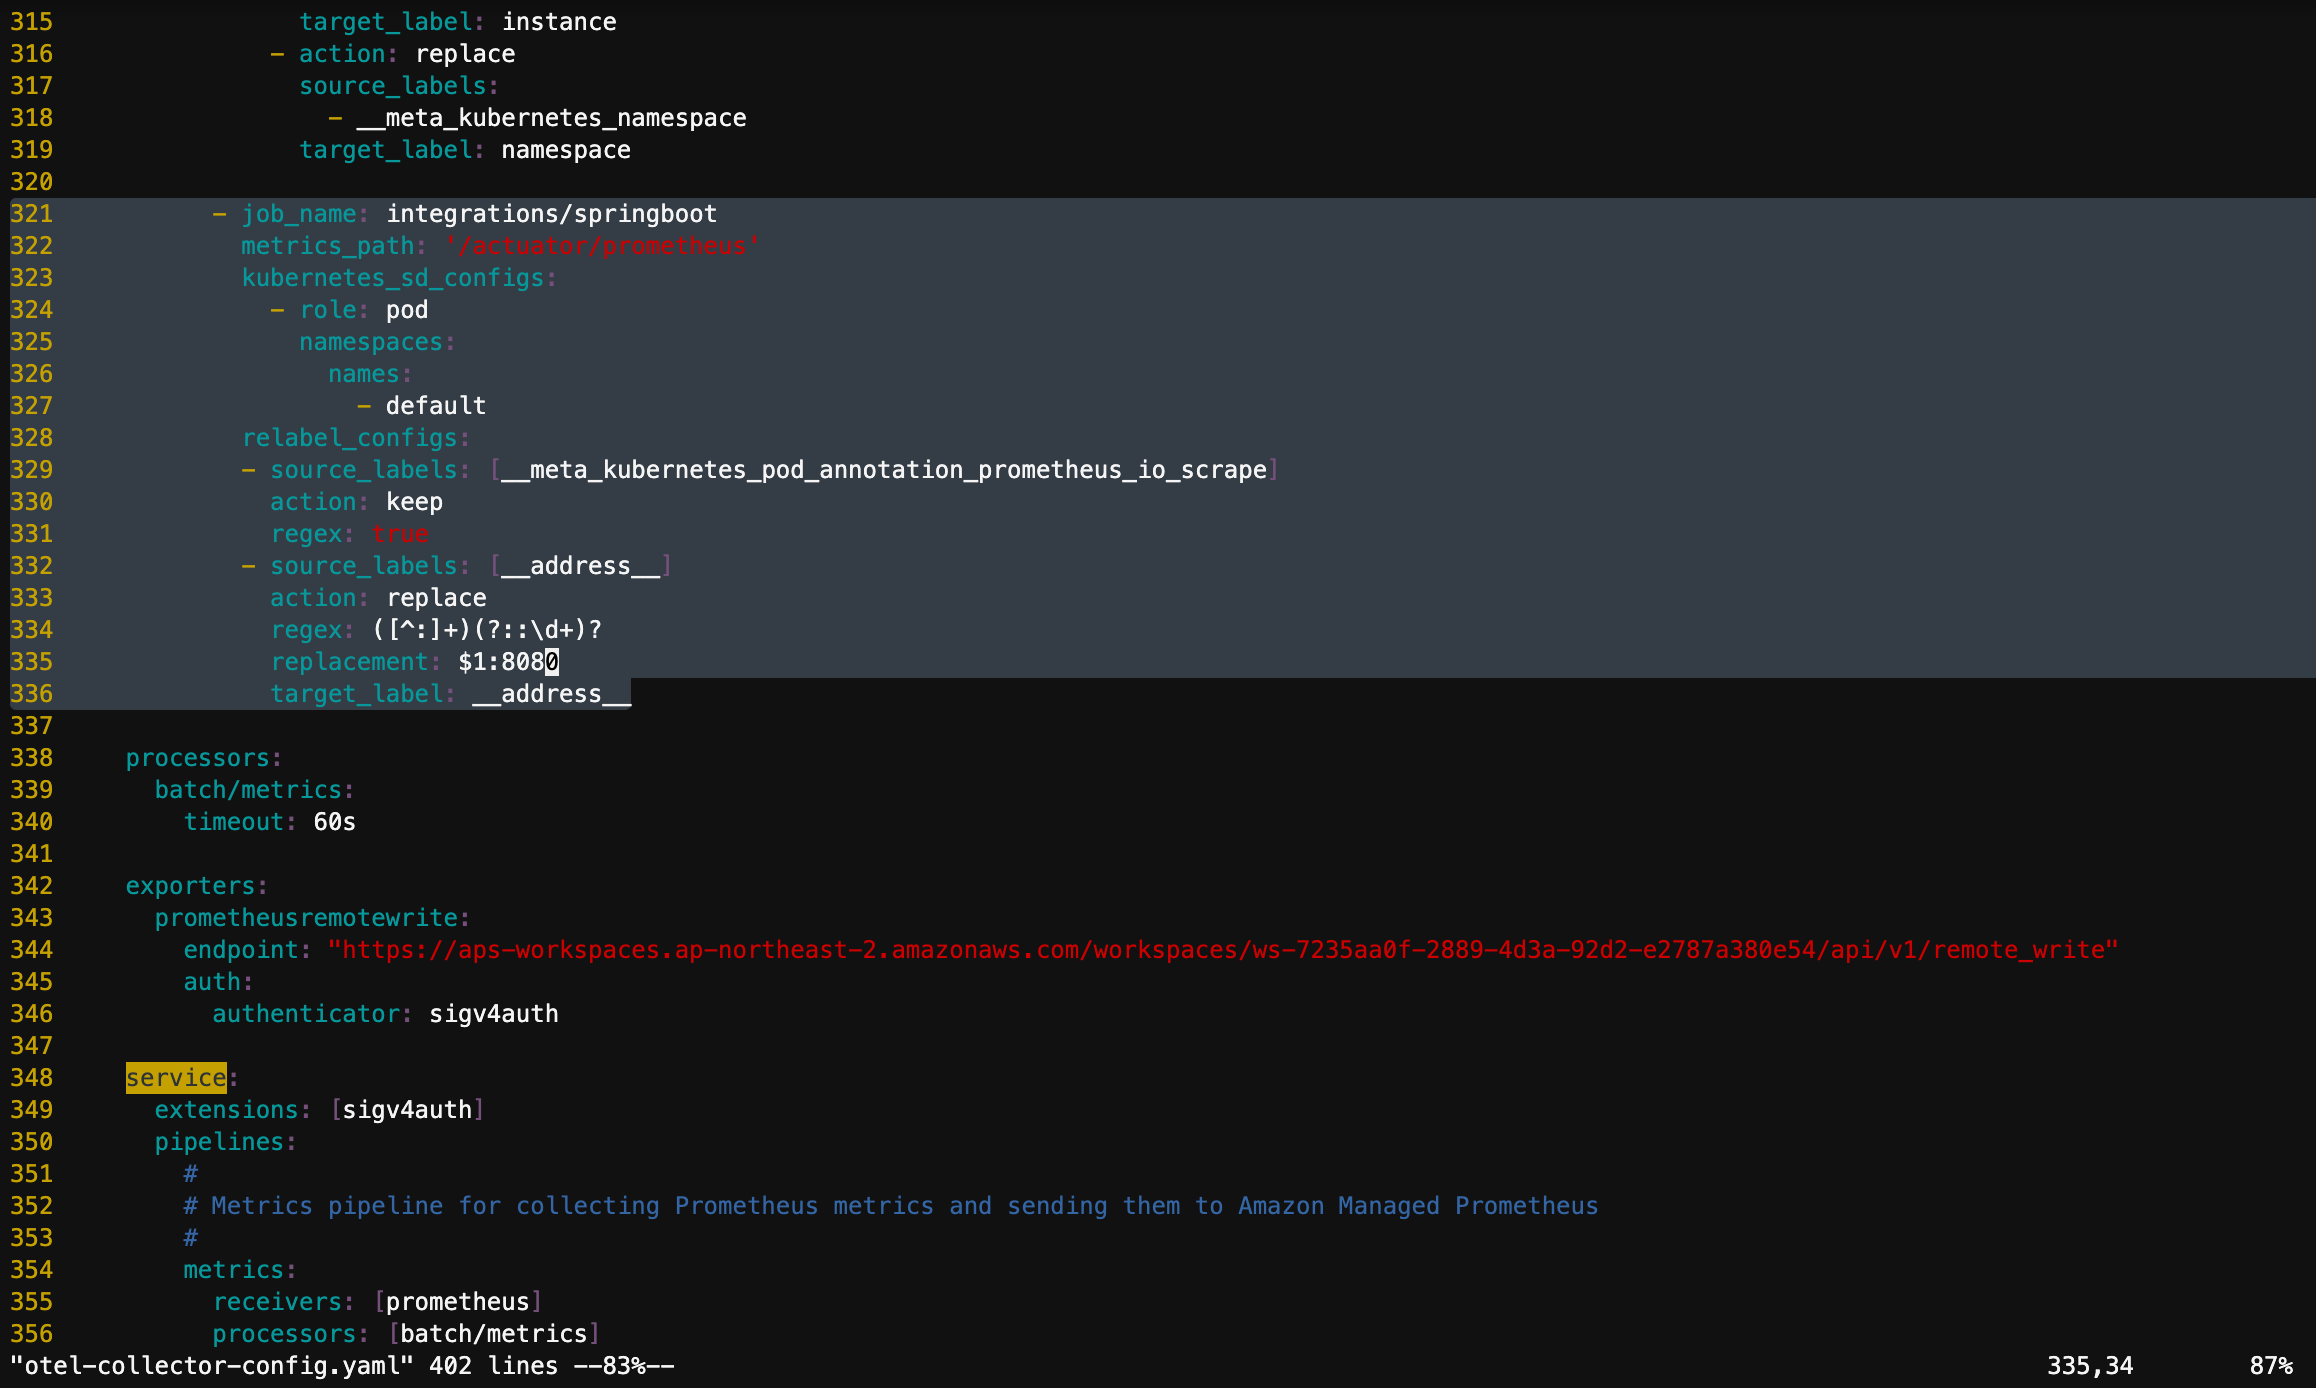 315                 target_label: instance
316               - action: replace
317                 source_labels:
318                   - __meta_kubernetes_namespace
319                 target_label: namespace
320
321           - job_name: integrations/springboot
322             metrics_path: '/actuator/prometheus'
323             kubernetes_sd_configs:
324               - role: pod
325                 namespaces:
326                   names:
327                     - default
328             relabel_configs:
329             - source_labels: [__meta_kubernetes_pod_annotation_prometheus_io_scrape]
330               action: keep
331               regex: true
332             - source_labels: [__address__]
333               action: replace
334               regex: ([^:]+)(?::\d+)?
335               replacement: $1:8080
336               target_label: __address__
337
338     processors:
339       batch/metrics:
340         timeout: 60s
341
342     exporters:
343       prometheusremotewrite:
344         endpoint: "https://aps-workspaces.ap-northeast-2.amazonaws.com/workspaces/ws-7235aa0f-2889-4d3a-92d2-e2787a380e54/api/v1/remote_write"
345         auth:
346           authenticator: sigv4auth
347
348     service:
349       extensions: [sigv4auth]
350       pipelines:
351         #
352         # Metrics pipeline for collecting Prometheus metrics and sending them to Amazon Managed Prometheus
353         #
354         metrics:
355           receivers: [prometheus]
356           processors: [batch/metrics]
"otel-collector-config.yaml" 402 lines --83%-- 335,34 87%